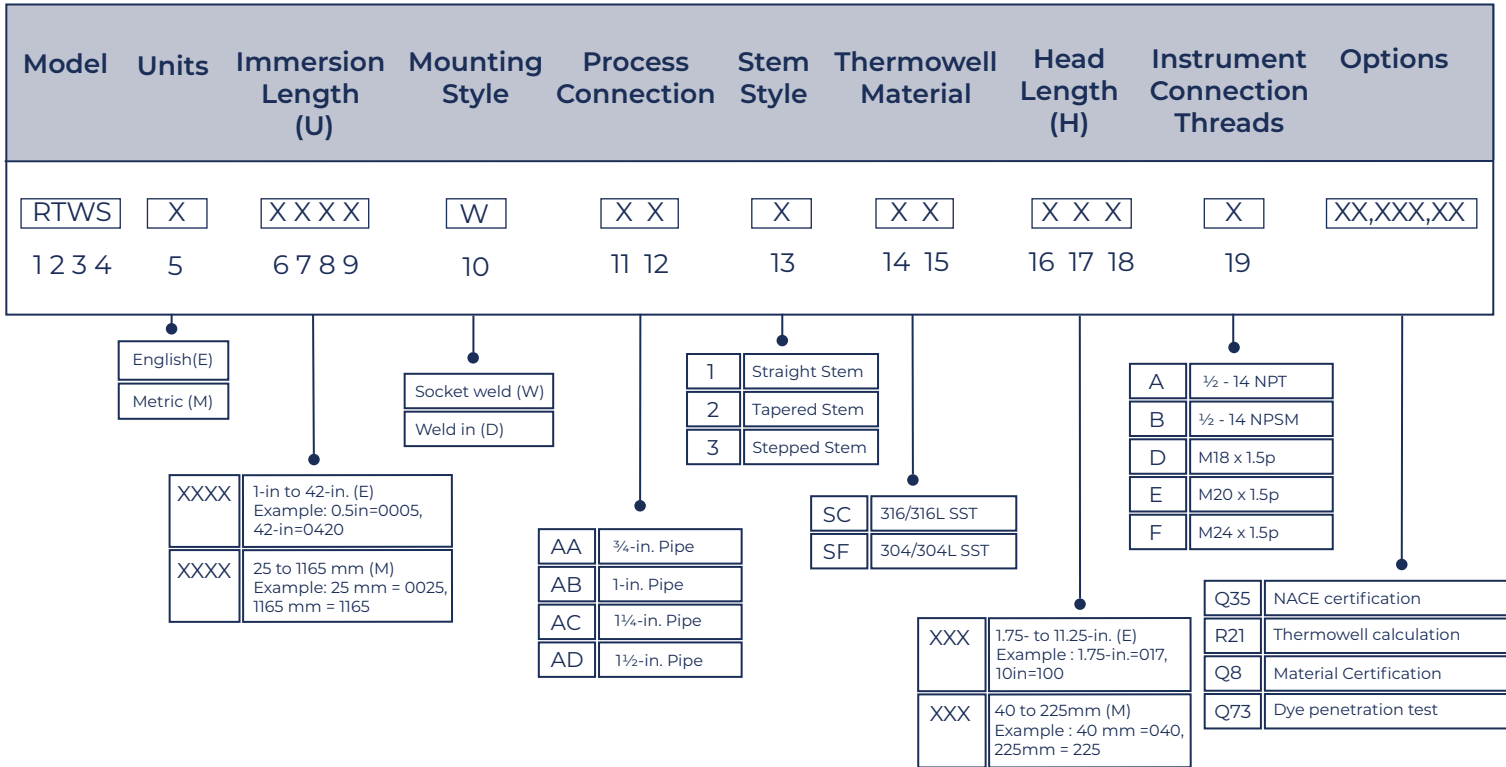 Model
Units
Immersion
Length
(U)
Mounting
Style
Process
Connection
Stem
Style
Thermowell
Material
Head
Length
(H)
Instrument
Connection
Threads
Options
RTWS
X
X X X X
W
X X
X
X X
X X X
X
XX,XXX,XX
1 2 3 4
5
6 7 8 9
10
11 12
13
14 15
16 17 18
19
English(E)
Metric (M)
XXXX
1-in to 42-in. (E)
Example: 0.5in=0005,
42-in=0420
XXXX
25 to 1165 mm (M)
Example: 25 mm = 0025,
1165 mm = 1165
Socket weld (W)
Weld in (D)
AA ¾-in. Pipe
AB 1-in. Pipe
AC 1¼-in. Pipe
AD 1½-in. Pipe
1 Straight Stem
2 Tapered Stem
3 Stepped Stem
SC 316/316L SST
SF 304/304L SST
XXX
1.75- to 11.25-in. (E)
Example : 1.75-in.=017,
10in=100
XXX
40 to 225mm (M)
Example : 40 mm =040,
225mm = 225
A ½ - 14 NPT
B ½ - 14 NPSM
D M18 x 1.5p
E M20 x 1.5p
F M24 x 1.5p
Q35 NACE certification
R21 Thermowell calculation
Q8 Material Certification
Q73 Dye penetration test